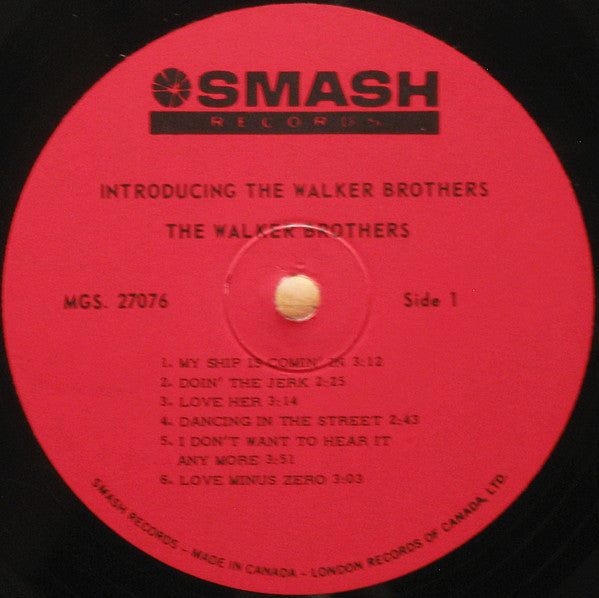 SMASH
RECORDS
INTRODUCING THE WALKER BROTHERS
THE WALKER BROTHERS
MGS. 27076
Side 1
1. MY SHIP IS COMIN' IN 3:12
2. DOIN' THE JERK 2:25
3. LOVE HER 3:14
4. DANCING IN THE STREET 2:43
5. I DON'T WANT TO HEAR IT
ANY MORE 3:51
6. LOVE MINUS ZERO 3:03
SMASH RECORDS – MADE IN CANADA – LONDON RECORDS OF CANADA, LTD.